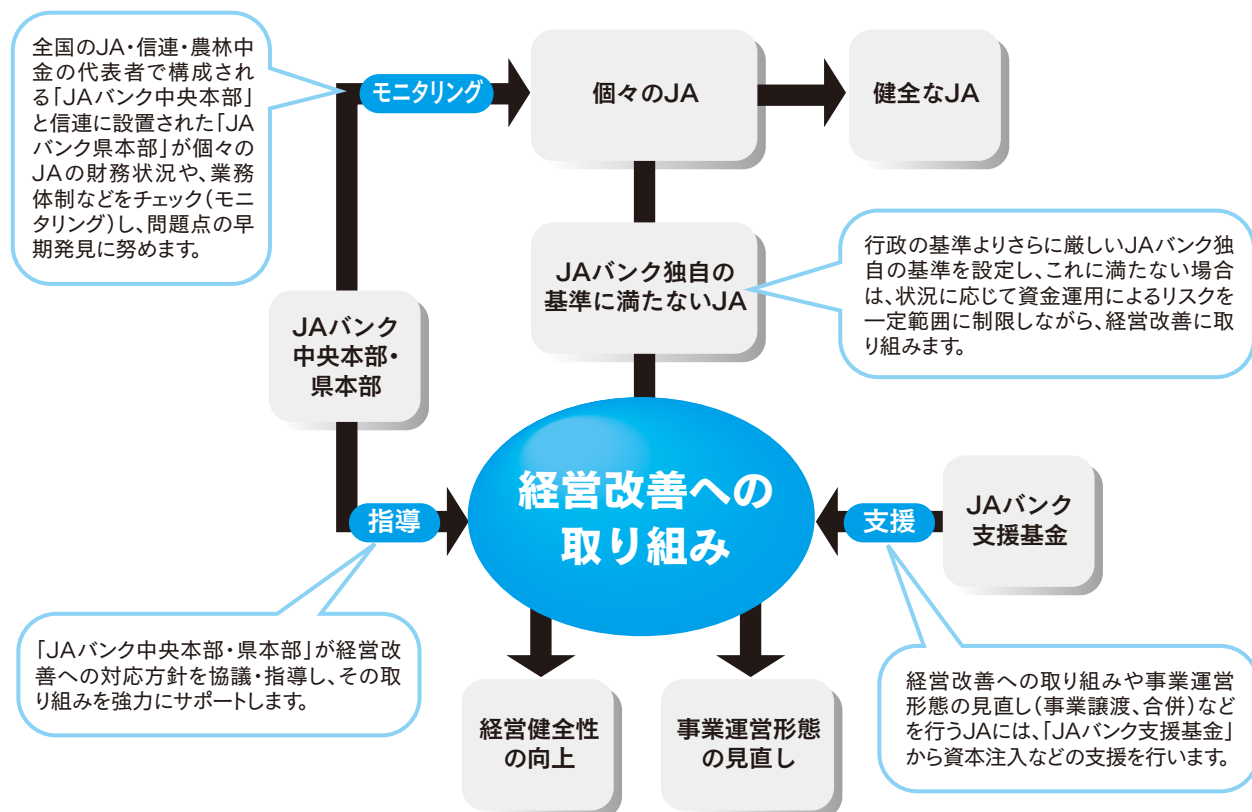 全国のJA・信連・農林中
金の代表者で構成され
る「JAバンク中央本部」
と信連に設置された「JA
バンク県本部」が個々の
JAの財務状況や、業務
体制などをチェック（モニ
タリング）し、問題点の早
期発見に努めます。
モニタリング
個々のJA
健全なJA
JAバンク独自の
基準に満たないJA
行政の基準よりさらに厳しいJAバンク独
自の基準を設定し、これに満たない場合
は、状況に応じて資金運用によるリスクを
一定範囲に制限しながら、経営改善に取
り組みます。
JAバンク
中央本部・
県本部
経営改善への
取り組み
指導
支援
JAバンク
支援基金
「JAバンク中央本部・県本部」が経営改
善への対応方針を協議・指導し、その取
り組みを強力にサポートします。
経営健全性
の向上
事業運営形態
の見直し
経営改善への取り組みや事業運営
形態の見直し（事業譲渡、合併）など
を行うJAには、「JAバンク支援基金」
から資本注入などの支援を行います。